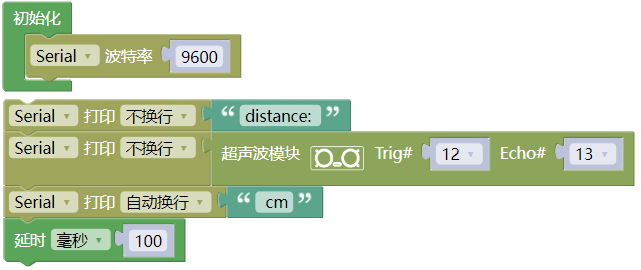 初始化
Serial 波特率 9600
Serial 打印 不换行 “ distance: ”
Serial 打印 不换行 超声波模块 Trig# 12 Echo# 13
Serial 打印 自动换行 “ cm ”
延时 毫秒 100